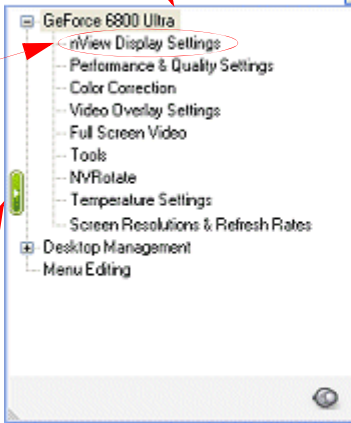 GeForce 6800 Ultra
nView Display Settings
Performance & Quality Settings
Color Correction
Video Overlay Settings
Full Screen Video
Tools
NVRotate
Temperature Settings
Screen Resolutions & Refresh Rates
Desktop Management
Menu Editing